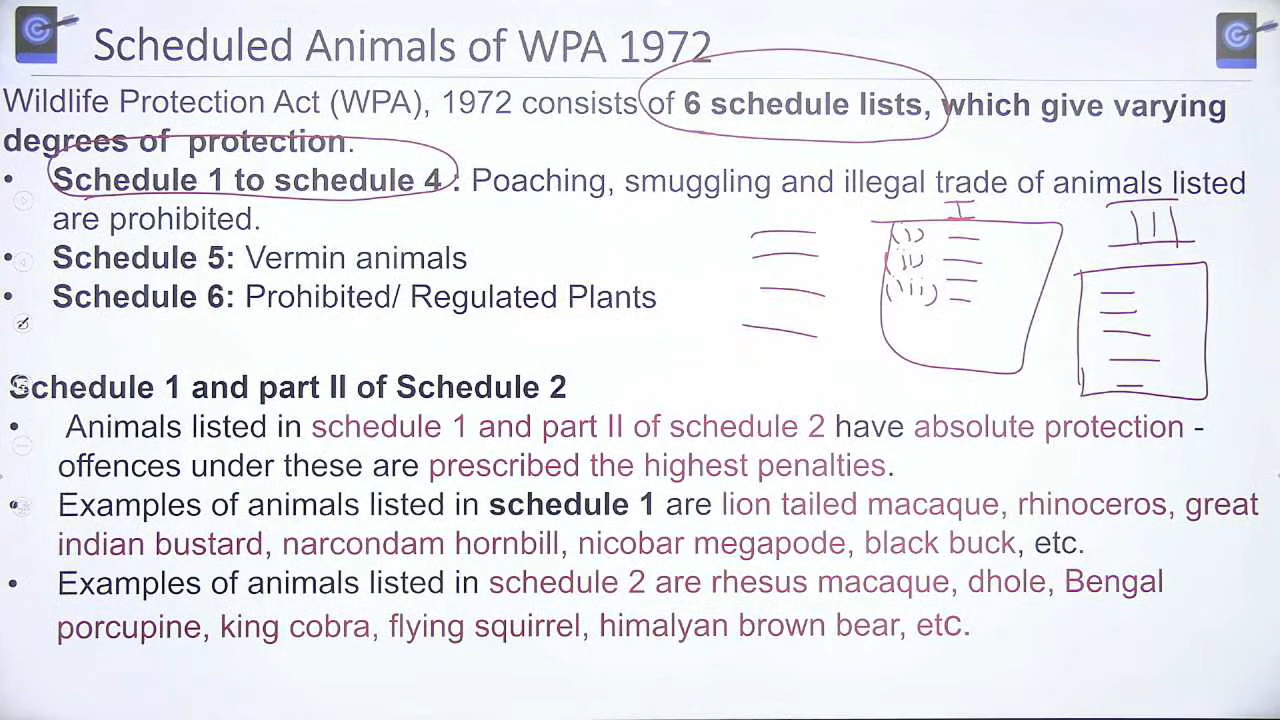 Scheduled Animals of WPA 1972
Wildlife Protection Act (WPA), 1972 consists of 6 schedule lists, which give varying
degrees of protection.
• Schedule 1 to schedule 4 : Poaching, smuggling and illegal trade of animals listed
are prohibited.
• Schedule 5: Vermin animals
• Schedule 6: Prohibited/ Regulated Plants
I
(i)
(ii)
(iii)
III
Schedule 1 and part II of Schedule 2
• Animals listed in schedule 1 and part II of schedule 2 have absolute protection -
offences under these are prescribed the highest penalties.
• Examples of animals listed in schedule 1 are lion tailed macaque, rhinoceros, great
indian bustard, narcondam hornbill, nicobar megapode, black buck, etc.
• Examples of animals listed in schedule 2 are rhesus macaque, dhole, Bengal
porcupine, king cobra, flying squirrel, himalyan brown bear, etc.